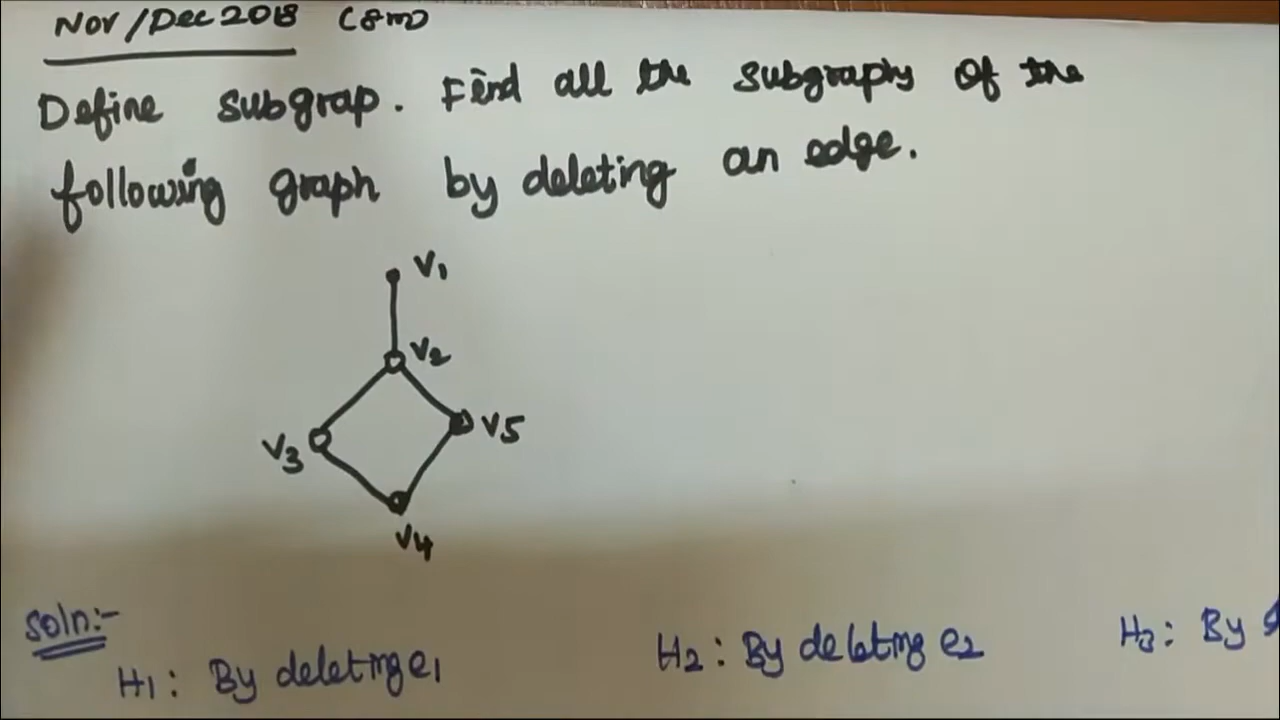 Nov/Dec 2018 (8m)
Define subgrap. Find all the subgraphs of the
following graph by deleting an edge.
V1
V2
V3
V5
V4
Soln:-
H1: By deleting e1
H2: By deleting e2
H3: By